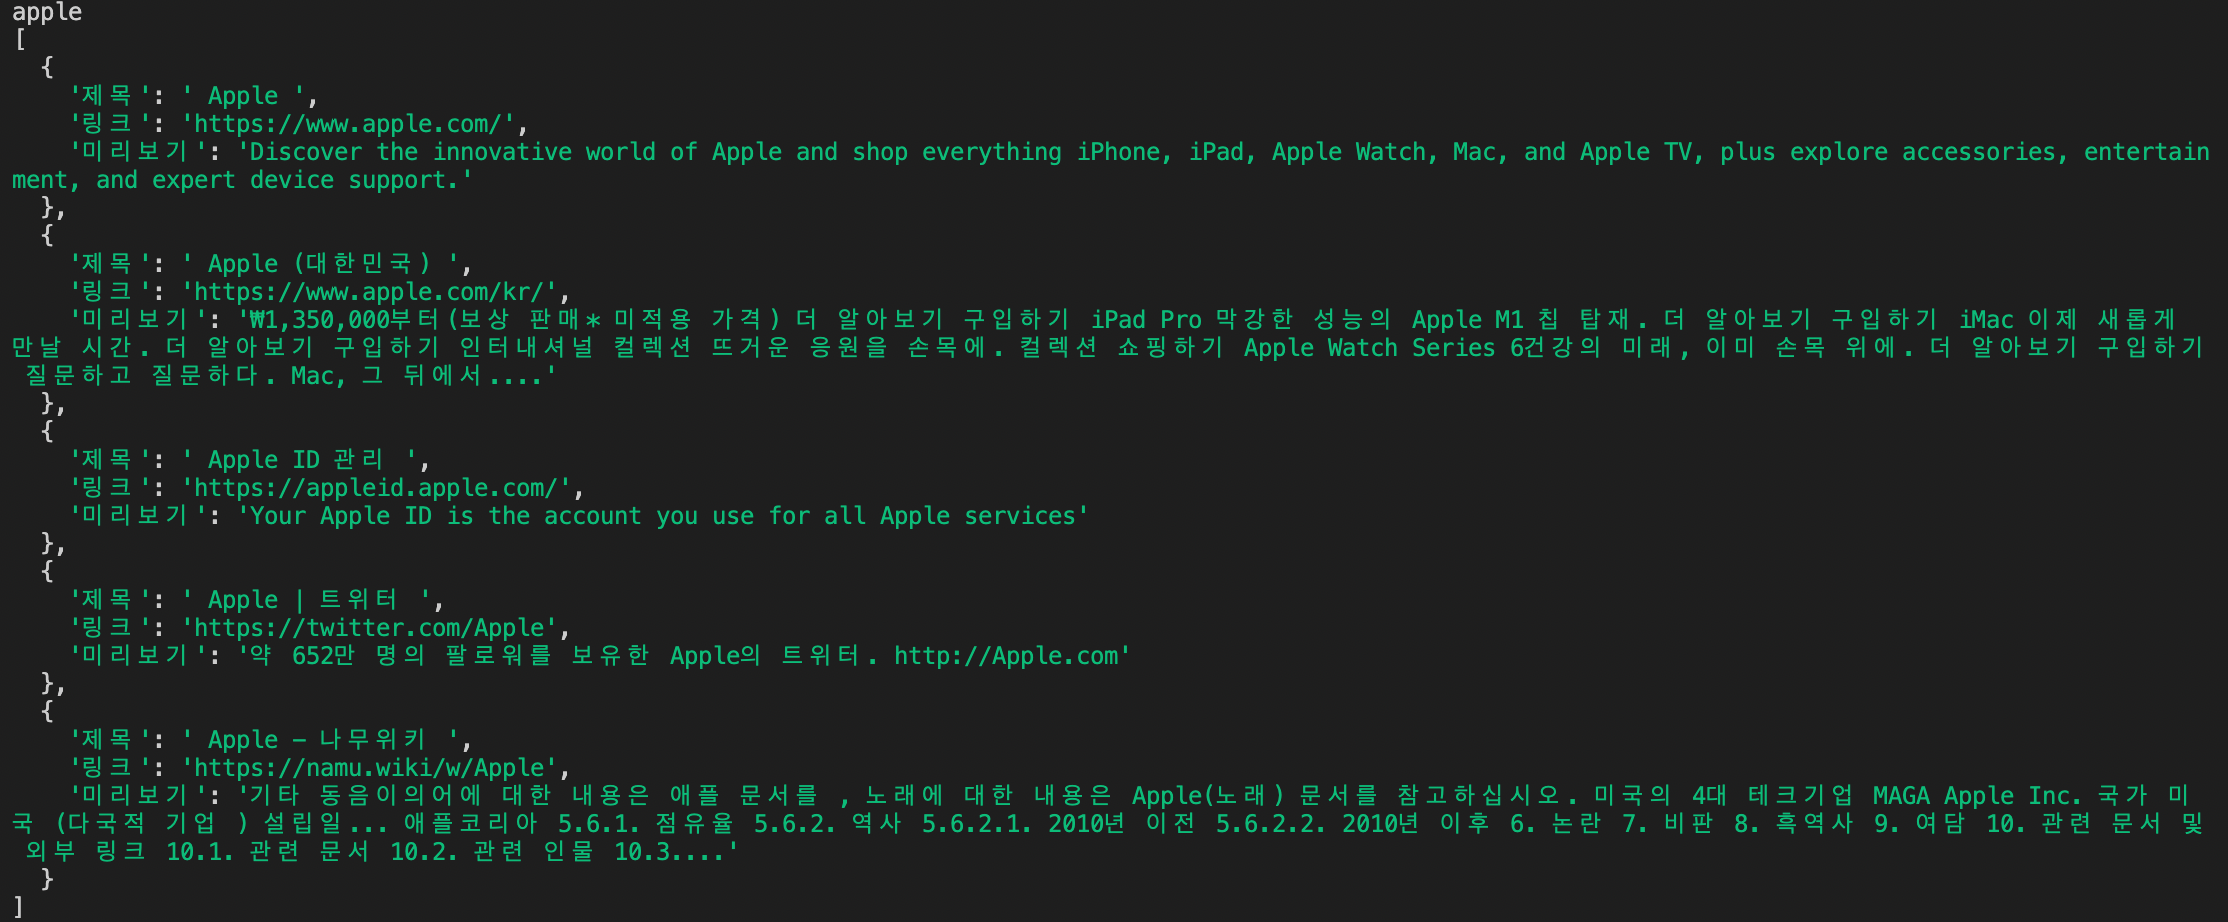 apple
[
  {
    '제목': ' Apple ',
    '링크': 'https://www.apple.com/',
    '미리보기': 'Discover the innovative world of Apple and shop everything iPhone, iPad, Apple Watch, Mac, and Apple TV, plus explore accessories, entertain
ment, and expert device support.'
  },
  {
    '제목': ' Apple (대한민국) ',
    '링크': 'https://www.apple.com/kr/',
    '미리보기': '₩1,350,000부터(보상 판매* 미적용 가격) 더 알아보기 구입하기 iPad Pro 막강한 성능의 Apple M1 칩 탑재. 더 알아보기 구입하기 iMac 이제 새롭게
만날 시간. 더 알아보기 구입하기 인터내셔널 컬렉션 뜨거운 응원을 손목에. 컬렉션 쇼핑하기 Apple Watch Series 6건강의 미래, 이미 손목 위에. 더 알아보기 구입하기
 질문하고 질문하다. Mac, 그 뒤에서....'
  },
  {
    '제목': ' Apple ID 관리 ',
    '링크': 'https://appleid.apple.com/',
    '미리보기': 'Your Apple ID is the account you use for all Apple services'
  },
  {
    '제목': ' Apple | 트위터 ',
    '링크': 'https://twitter.com/Apple',
    '미리보기': '약 652만 명의 팔로워를 보유한 Apple의 트위터. http://Apple.com'
  },
  {
    '제목': ' Apple - 나무위키 ',
    '링크': 'https://namu.wiki/w/Apple',
    '미리보기': '기타 동음이의어에 대한 내용은 애플 문서를 , 노래에 대한 내용은 Apple(노래) 문서를 참고하십시오. 미국의 4대 테크기업 MAGA Apple Inc. 국가 미
국 (다국적 기업 ) 설립일... 애플코리아 5.6.1. 점유율 5.6.2. 역사 5.6.2.1. 2010년 이전 5.6.2.2. 2010년 이후 6. 논란 7. 비판 8. 흑역사 9. 여담 10. 관련 문서 및
 외부 링크 10.1. 관련 문서 10.2. 관련 인물 10.3....'
  }
]